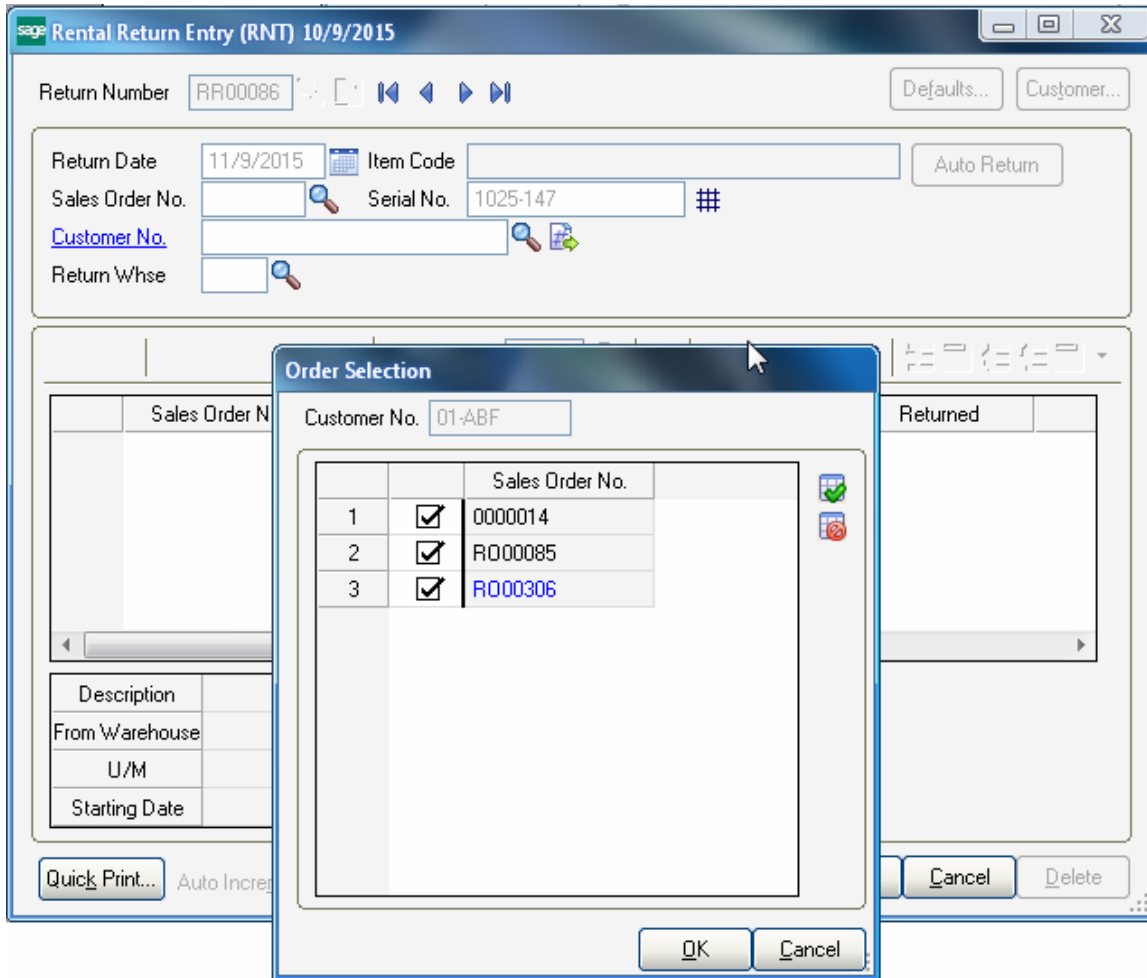 sage Rental Return Entry (RNT) 10/9/2015
Return Number RR00086 Defaults... Customer...
Return Date 11/9/2015 Item Code Auto Return
Sales Order No. Serial No. 1025-147
Customer No.
Return Whse
Order Selection
Sales Order N Returned
Customer No. 01-ABF
Sales Order No.
1 0000014
2 RO00085
3 RO00306
Description
From Warehouse
U/M
Starting Date
Quick Print... Auto Incre Cancel Delete
OK Cancel